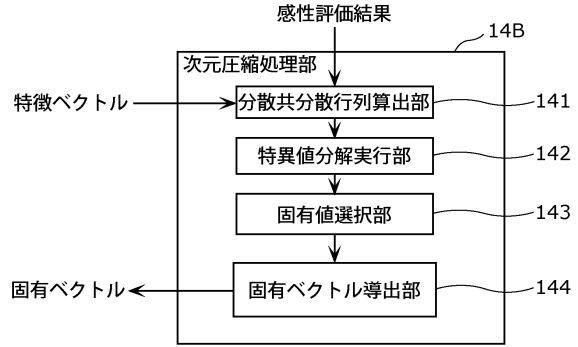 感性評価結果
14B
次元圧縮処理部
特徴ベクトル
分散共分散行列算出部
141
特異値分解実行部
142
固有値選択部
143
固有ベクトル
固有ベクトル導出部
144